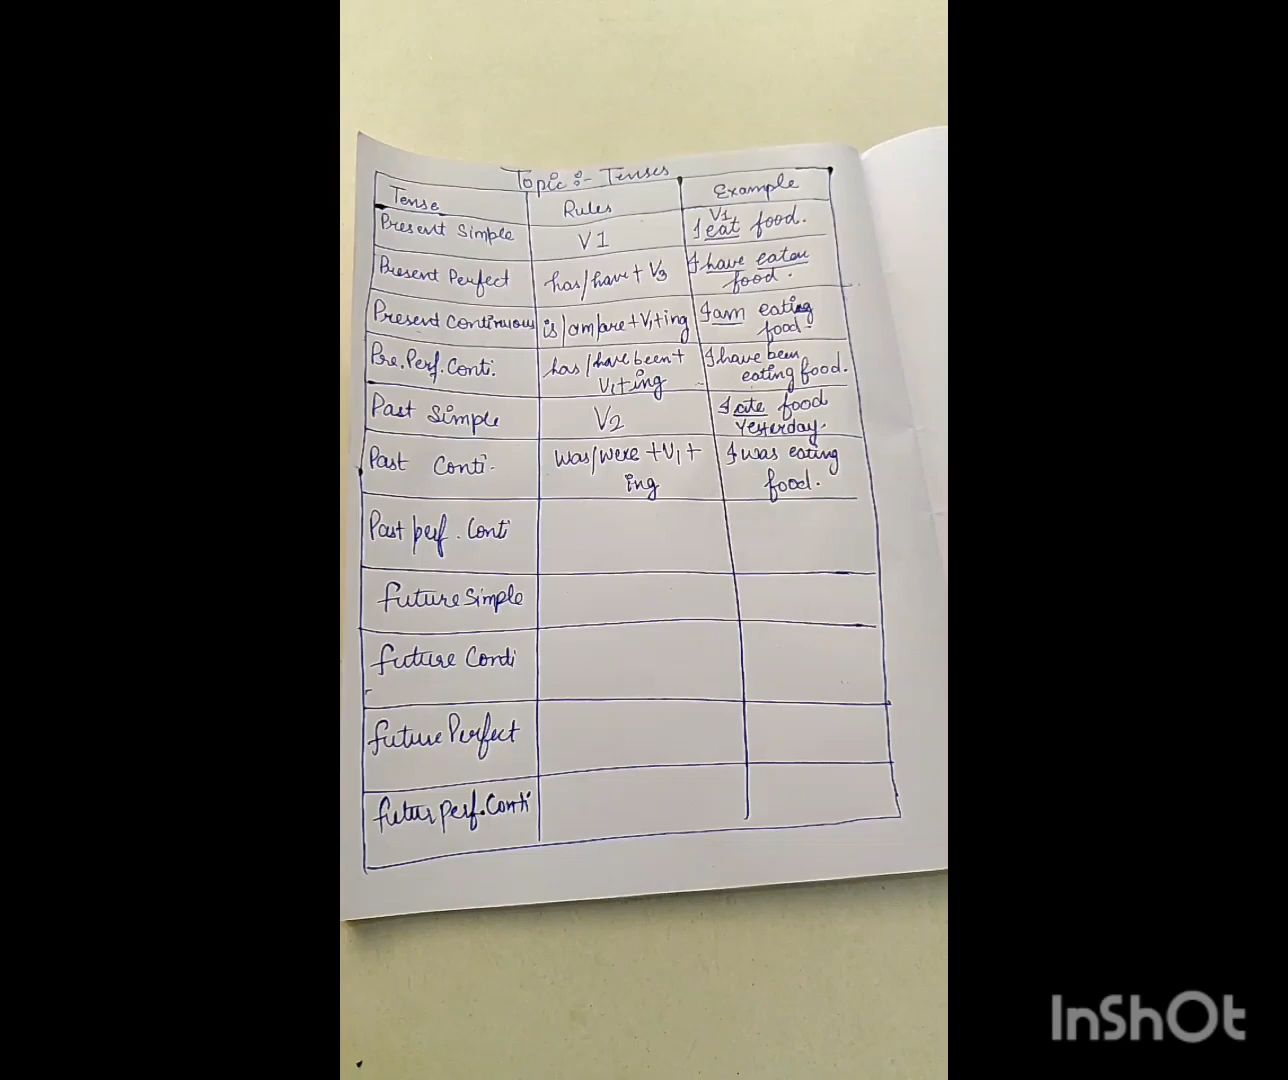 Topic:- Tenses
Tense Rules Example
Present Simple V1 V1 I eat food.
Present Perfect has/have + V3 I have eaten
food.
Present Continuous is/am/are+V1+ing I am eating
food.
Pre.Perf.Conti. has/have been+ I have been
V1+ing eating food.
Past Simple V2 I ate food
Yesterday.
Past Conti. was/were +V1+ I was eating
ing food.
Past perf. Conti
future Simple
future Conti
future Perfect
futur perf. Conti
InShOt